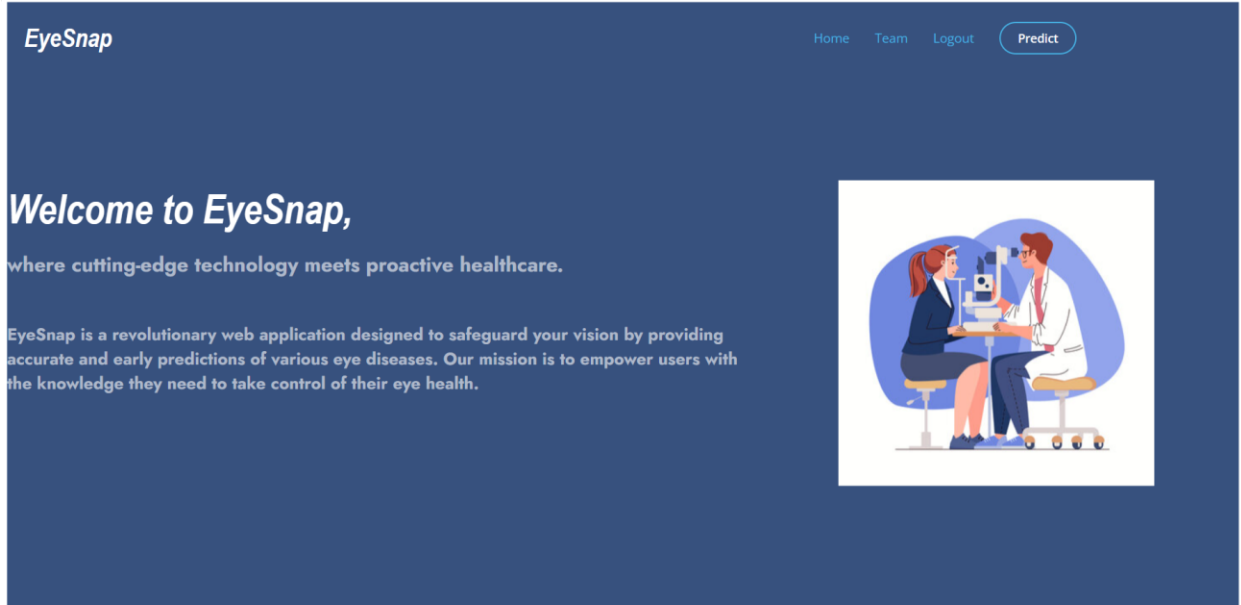 EyeSnap
Home Team Logout Predict
Welcome to EyeSnap,
where cutting-edge technology meets proactive healthcare.
EyeSnap is a revolutionary web application designed to safeguard your vision by providing
accurate and early predictions of various eye diseases. Our mission is to empower users with
the knowledge they need to take control of their eye health.